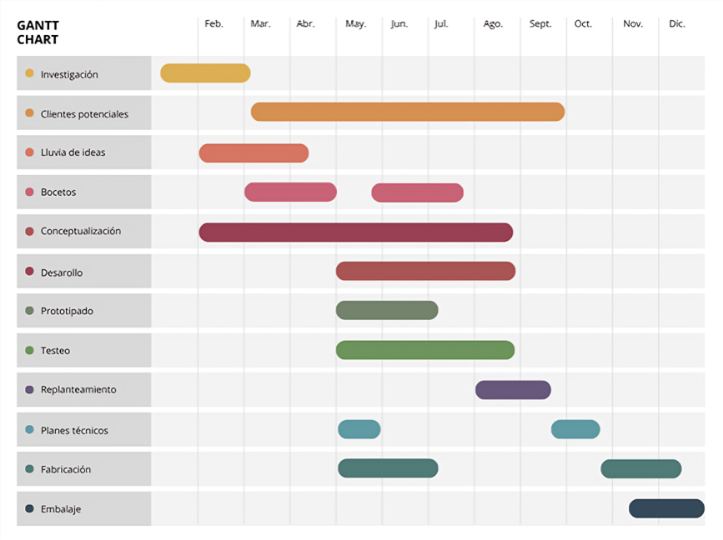 GANTT
CHART
Feb. Mar. Abr. May. Jun. Jul. Ago. Sept. Oct. Nov. Dic.
Investigación
Clientes potenciales
Lluvia de ideas
Bocetos
Conceptualización
Desarollo
Prototipado
Testeo
Replanteamiento
Planes técnicos
Fabricación
Embalaje